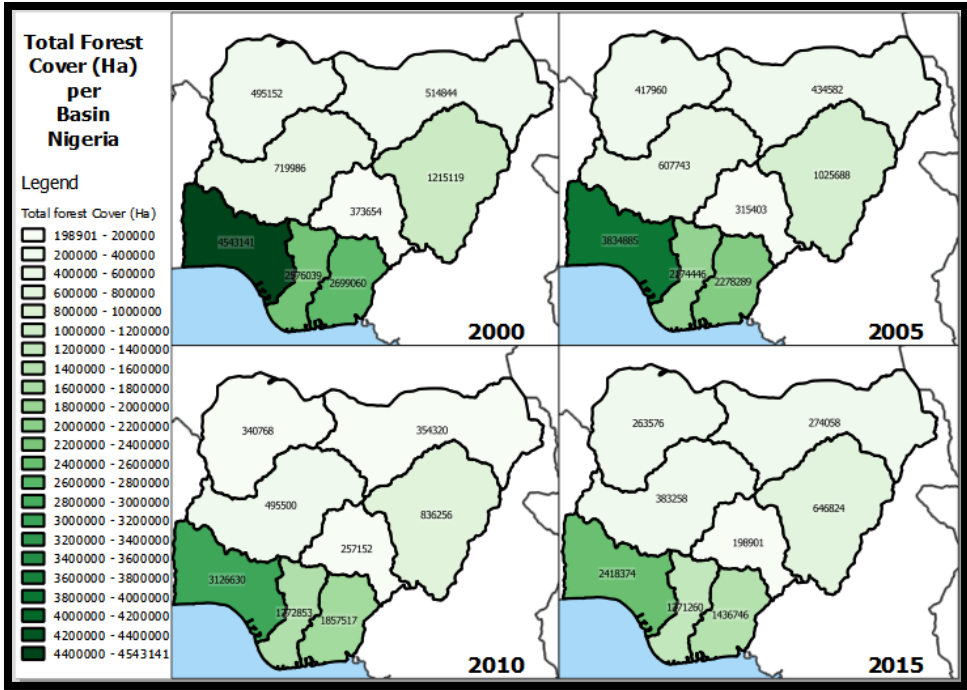 Total Forest
Cover (Ha)
per
Basin
Nigeria
Legend
Total forest Cover (Ha)
198901 - 200000
200000 - 400000
400000 - 600000
600000 - 800000
800000 - 1000000
1000000 - 1200000
1200000 - 1400000
1400000 - 1600000
1600000 - 1800000
1800000 - 2000000
2000000 - 2200000
2200000 - 2400000
2400000 - 2600000
2600000 - 2800000
2800000 - 3000000
3000000 - 3200000
3200000 - 3400000
3400000 - 3600000
3600000 - 3800000
3800000 - 4000000
4000000 - 4200000
4200000 - 4400000
4400000 - 4543141
495152
514844
719986
1215119
373654
4543141
2576039
2699060
2000
417960
434582
607743
1025688
315403
3834885
2174446
2278289
2005
340768
354320
495500
836256
257152
3126630
1772853
1857517
2010
263576
274058
383258
646824
198901
2418374
1371260
1436746
2015